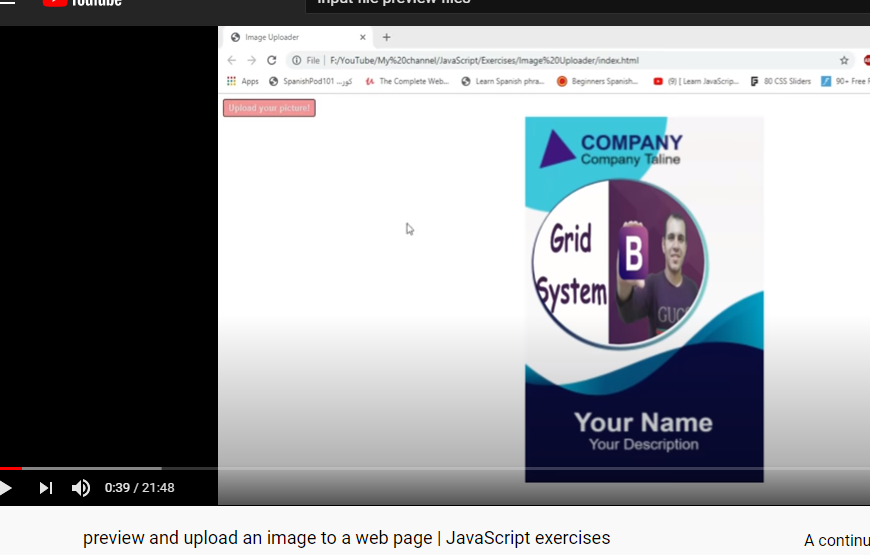 YouTube
input file preview files
Image Uploader
File | F:/YouTube/My%20channel/JavaScript/Exercises/Image%20Uploader/index.html
Apps SpanishPod101 ... The Complete Web... Learn Spanish phra... Beginners Spanish... (9) [ Learn JavaScrip... 80 CSS Sliders 90+ Free F
Upload your picture!
COMPANY
Company Taline
Grid
System
B
GUCC
Your Name
Your Description
0:39 / 21:48
preview and upload an image to a web page | JavaScript exercises
A continu